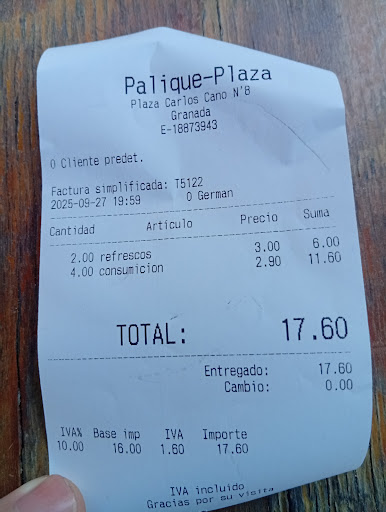 Palique-Plaza
Plaza Carlos Cano N'8
Granada
E-18873943
0 Cliente predet.
Factura simplificada: T5122
2025-09-27 19:59 0 German
Cantidad Articulo Precio Suma
2.00 refrescos 3.00 6.00
4.00 consumicion 2.90 11.60
TOTAL: 17.60
Entregado: 17.60
Cambio: 0.00
IVA% Base imp IVA Importe
10.00 16.00 1.60 17.60
IVA incluido
Gracias por su visita